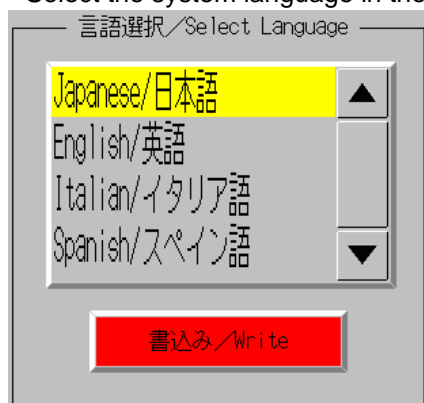 Select the system language in the
言語選択／Select Language
Japanese/日本語
English/英語
Italian/イタリア語
Spanish/スペイン語
書込み／Write